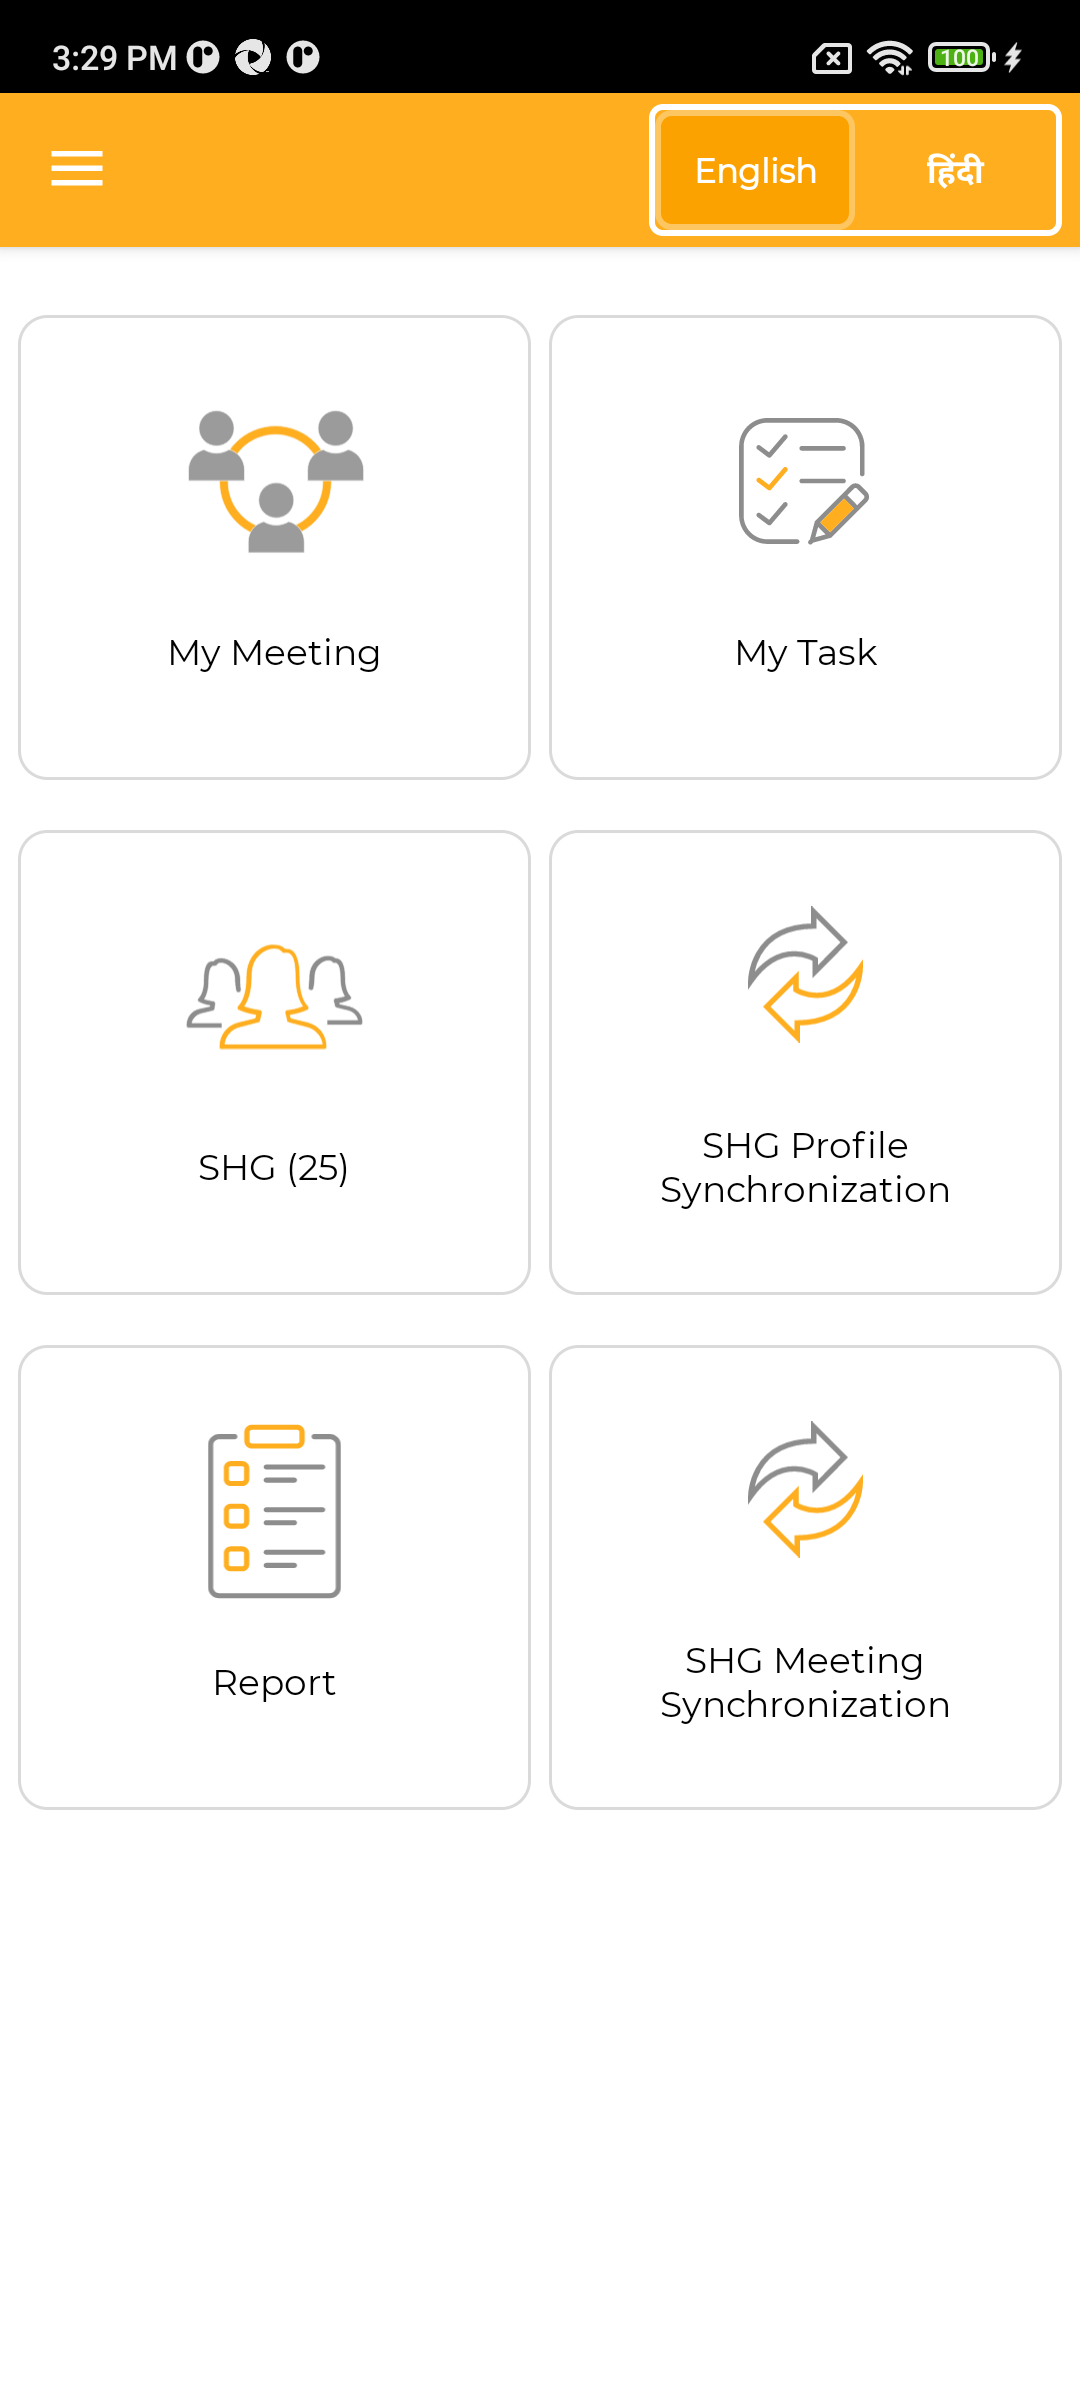 3:29 PM
100
English
हिंदी
My Meeting
My Task
SHG (25)
SHG Profile
Synchronization
Report
SHG Meeting
Synchronization